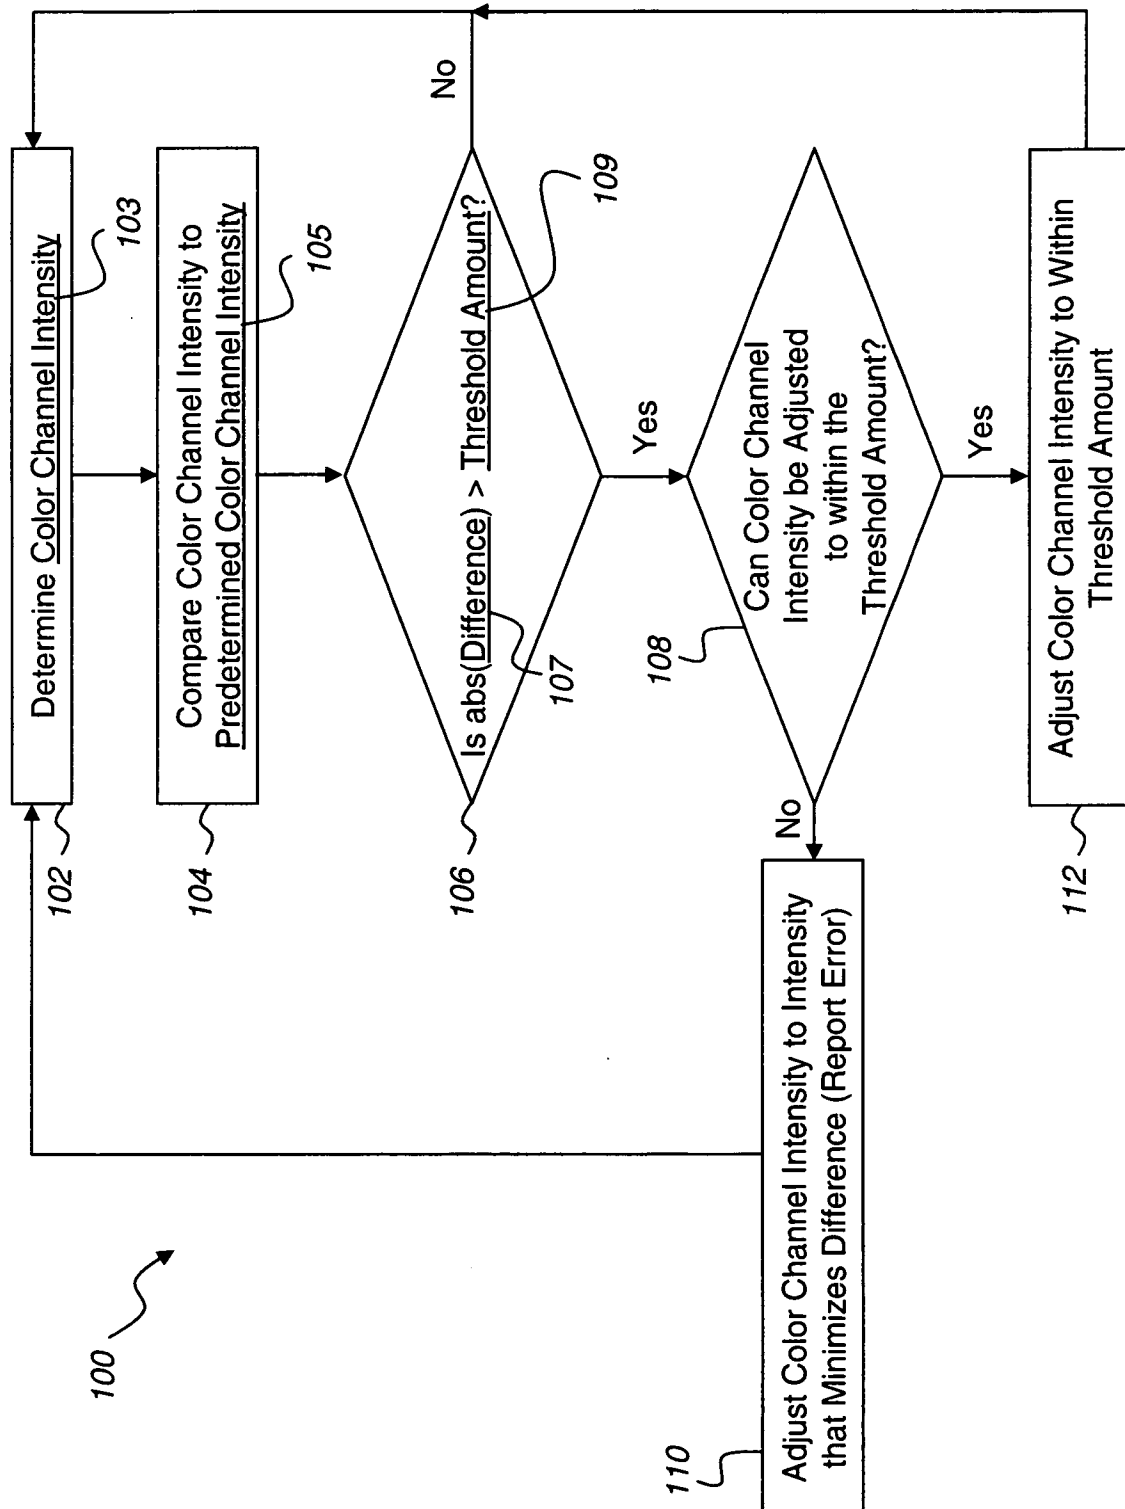 100
102
Determine Color Channel Intensity
103
104
Compare Color Channel Intensity to
Predetermined Color Channel Intensity
105
106
Is abs(Difference) > Threshold Amount?
107
109
No
Yes
108
Can Color Channel
Intensity be Adjusted
to within the
Threshold Amount?
No
Yes
110
Adjust Color Channel Intensity to Intensity
that Minimizes Difference (Report Error)
112
Adjust Color Channel Intensity to Within
Threshold Amount